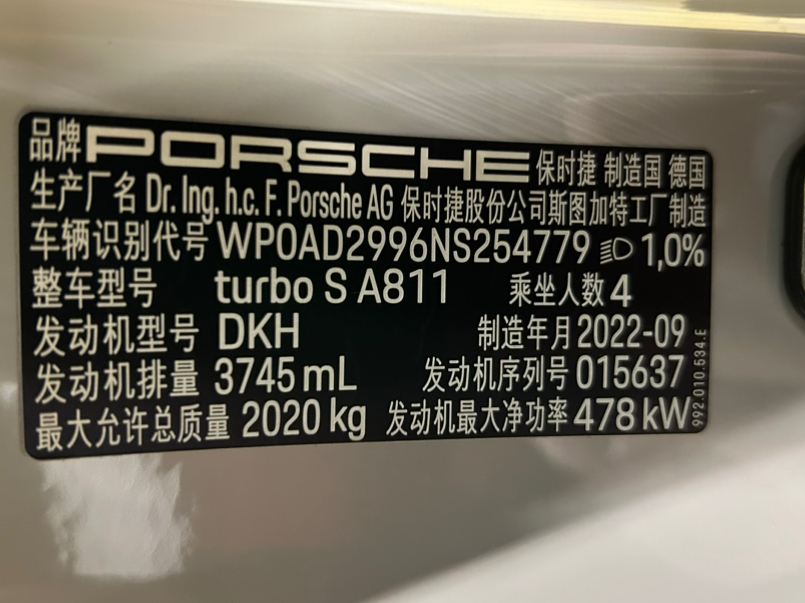 品牌 PORSCHE 保时捷 制造国 德国
生产厂名 Dr. Ing. h.c. F. Porsche AG 保时捷股份公司斯图加特工厂制造
车辆识别代号 WP0AD2996NS254779 1,0%
整车型号 turbo S A811 乘坐人数 4
发动机型号 DKH 制造年月 2022-09
发动机排量 3745 mL 发动机序列号 015637
最大允许总质量 2020 kg 发动机最大净功率 478 kW
992.010.534.E